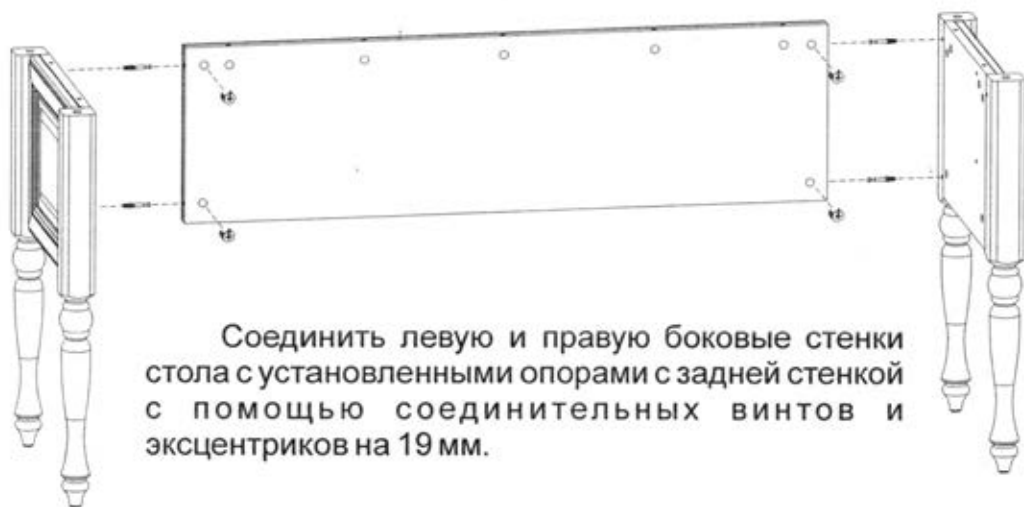 Соединить левую и правую боковые стенки
стола с установленными опорами с задней стенкой
с помощью соединительных винтов и
эксцентриков на 19 мм.